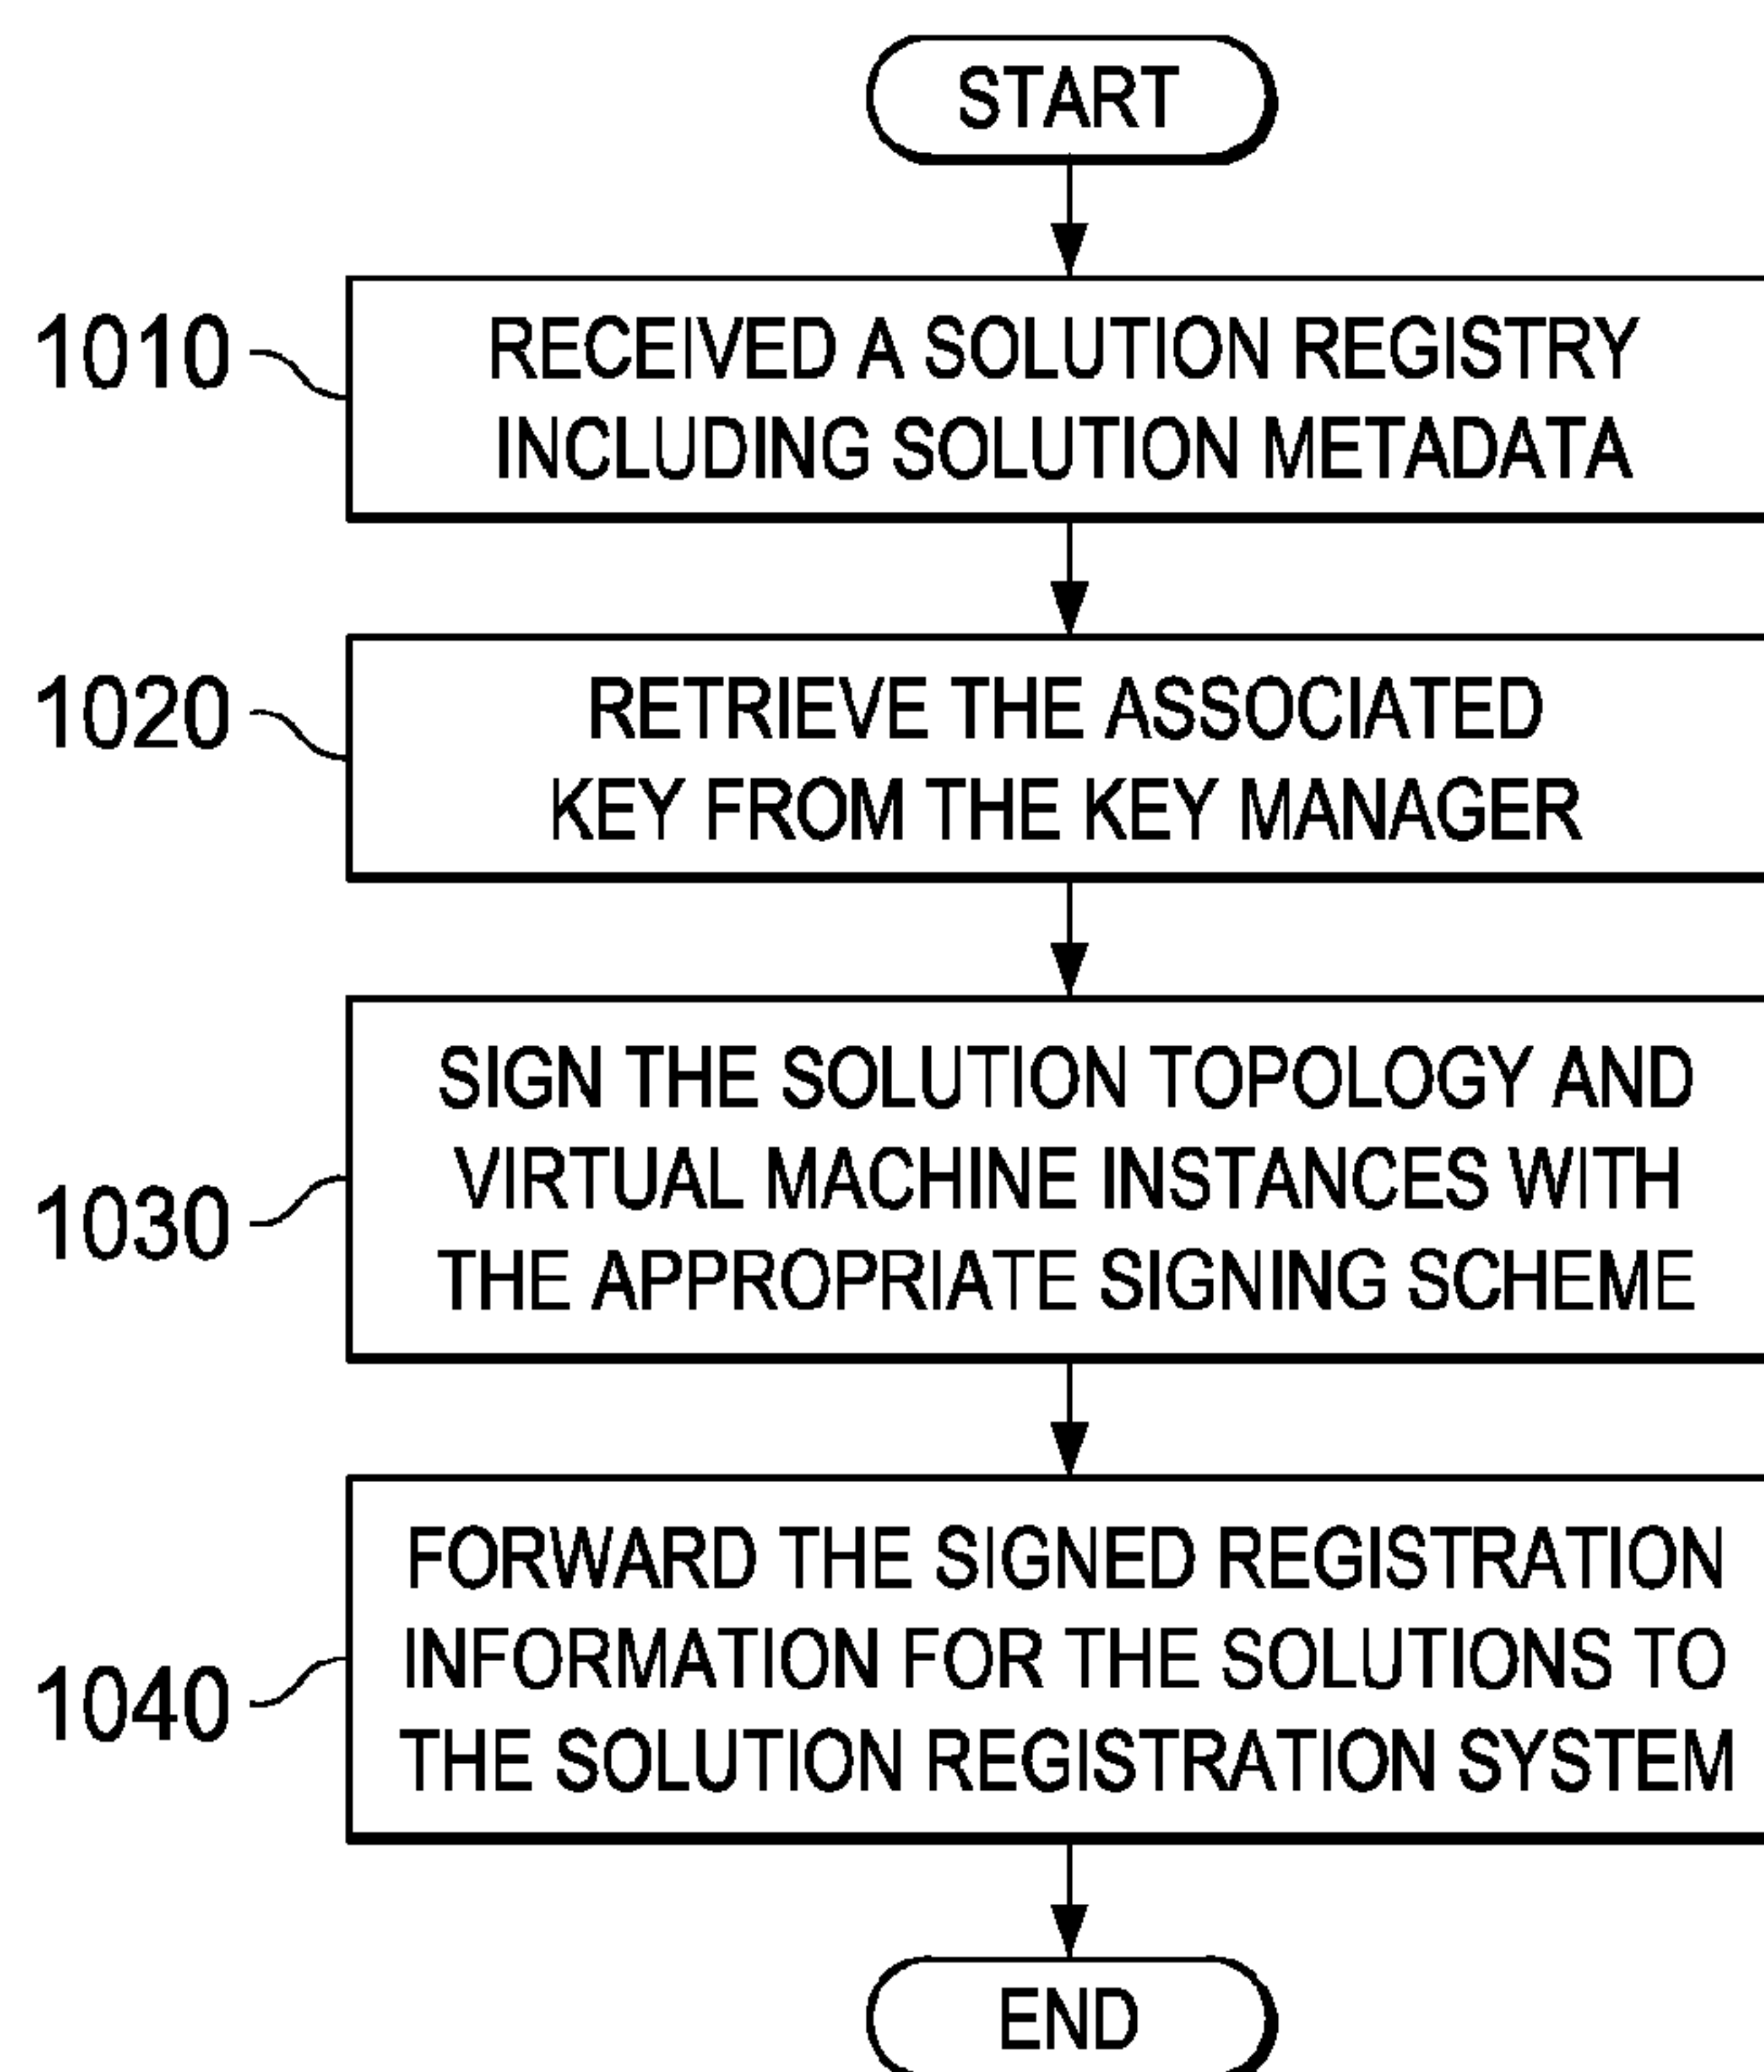 START
1010
RECEIVED A SOLUTION REGISTRY
INCLUDING SOLUTION METADATA
1020
RETRIEVE THE ASSOCIATED
KEY FROM THE KEY MANAGER
1030
SIGN THE SOLUTION TOPOLOGY AND
VIRTUAL MACHINE INSTANCES WITH
THE APPROPRIATE SIGNING SCHEME
1040
FORWARD THE SIGNED REGISTRATION
INFORMATION FOR THE SOLUTIONS TO
THE SOLUTION REGISTRATION SYSTEM
END